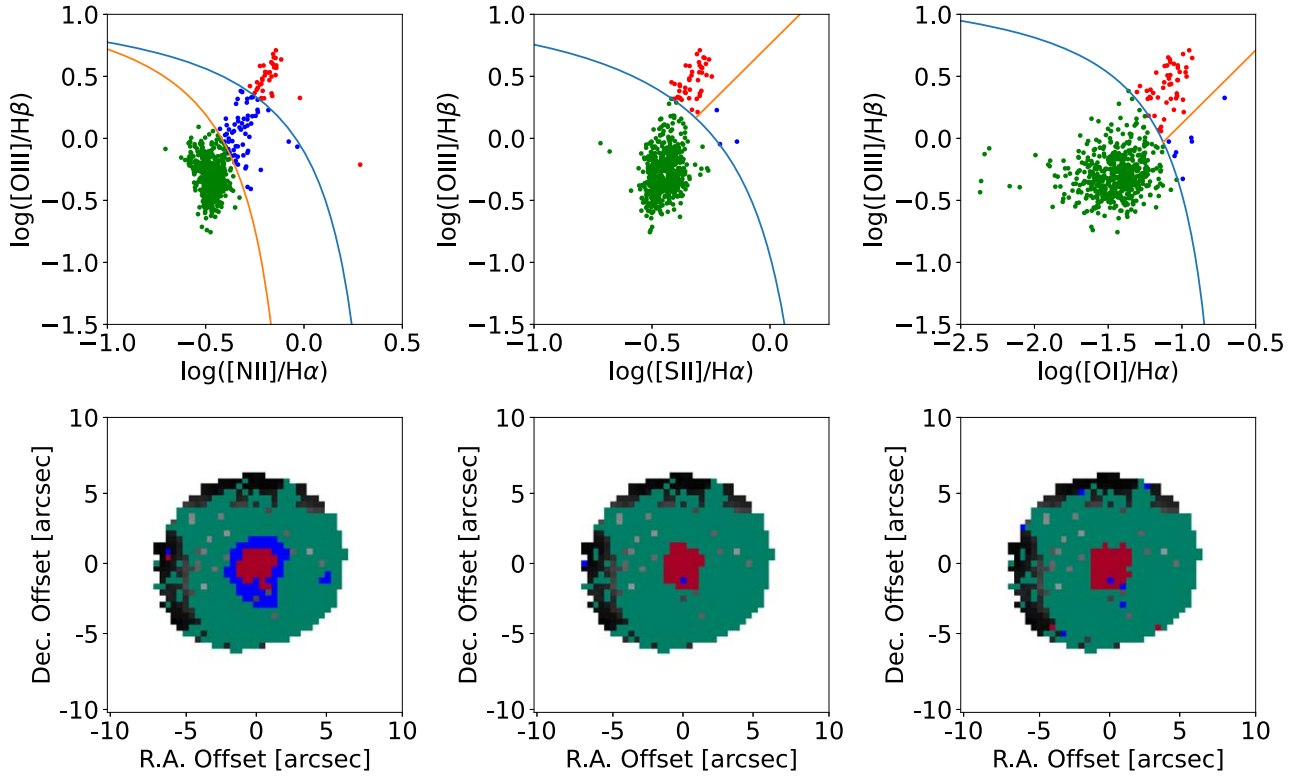 1.0
0.5
0.0
−0.5
−1.0
−1.5
log([OIII]/Hβ)
−1.0 −0.5 0.0 0.5
log([NII]/Hα)
1.0
0.5
0.0
−0.5
−1.0
−1.5
log([OIII]/Hβ)
−1.0 −0.5 0.0
log([SII]/Hα)
1.0
0.5
0.0
−0.5
−1.0
−1.5
log([OIII]/Hβ)
−2.5 −2.0 −1.5 −1.0 −0.5
log([OI]/Hα)
10
5
0
-5
-10
Dec. Offset [arcsec]
-10 -5 0 5 10
R.A. Offset [arcsec]
10
5
0
-5
-10
Dec. Offset [arcsec]
-10 -5 0 5 10
R.A. Offset [arcsec]
10
5
0
-5
-10
Dec. Offset [arcsec]
-10 -5 0 5 10
R.A. Offset [arcsec]